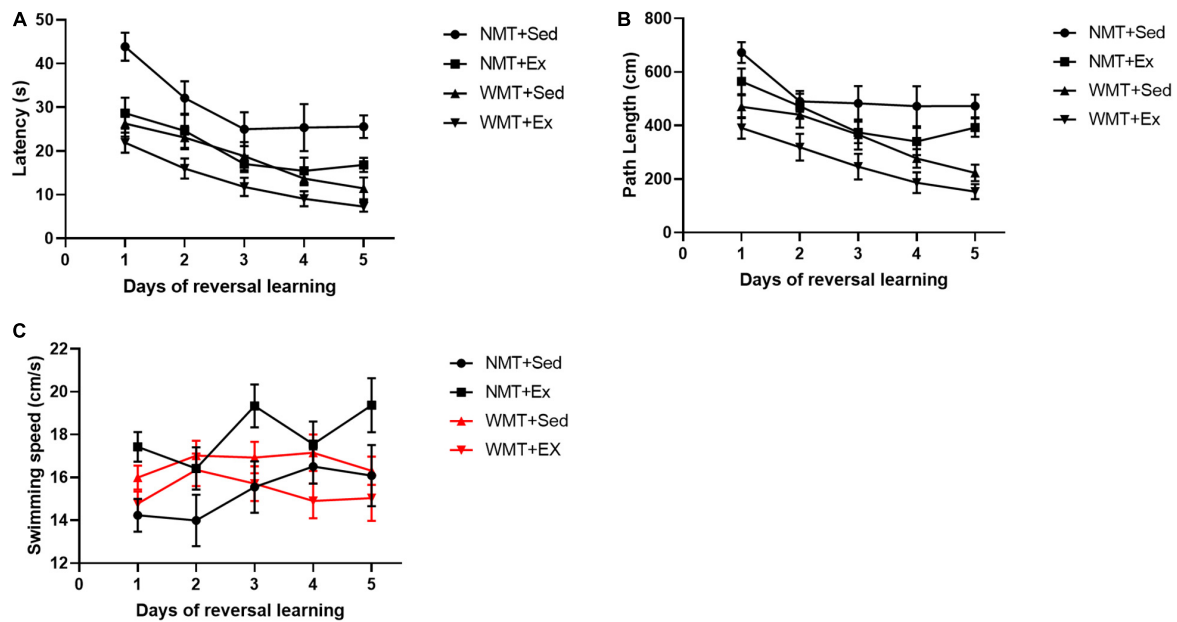 A
50
40
30
20
10
0
Latency (s)
0 1 2 3 4 5
Days of reversal learning
NMT+Sed
NMT+Ex
WMT+Sed
WMT+Ex
B
800
600
400
200
0
Path Length (cm)
0 1 2 3 4 5
Days of reversal learning
NMT+Sed
NMT+Ex
WMT+Sed
WMT+Ex
C
22
20
18
16
14
12
Swimming speed (cm/s)
0 1 2 3 4 5
Days of reversal learning
NMT+Sed
NMT+Ex
WMT+Sed
WMT+EX